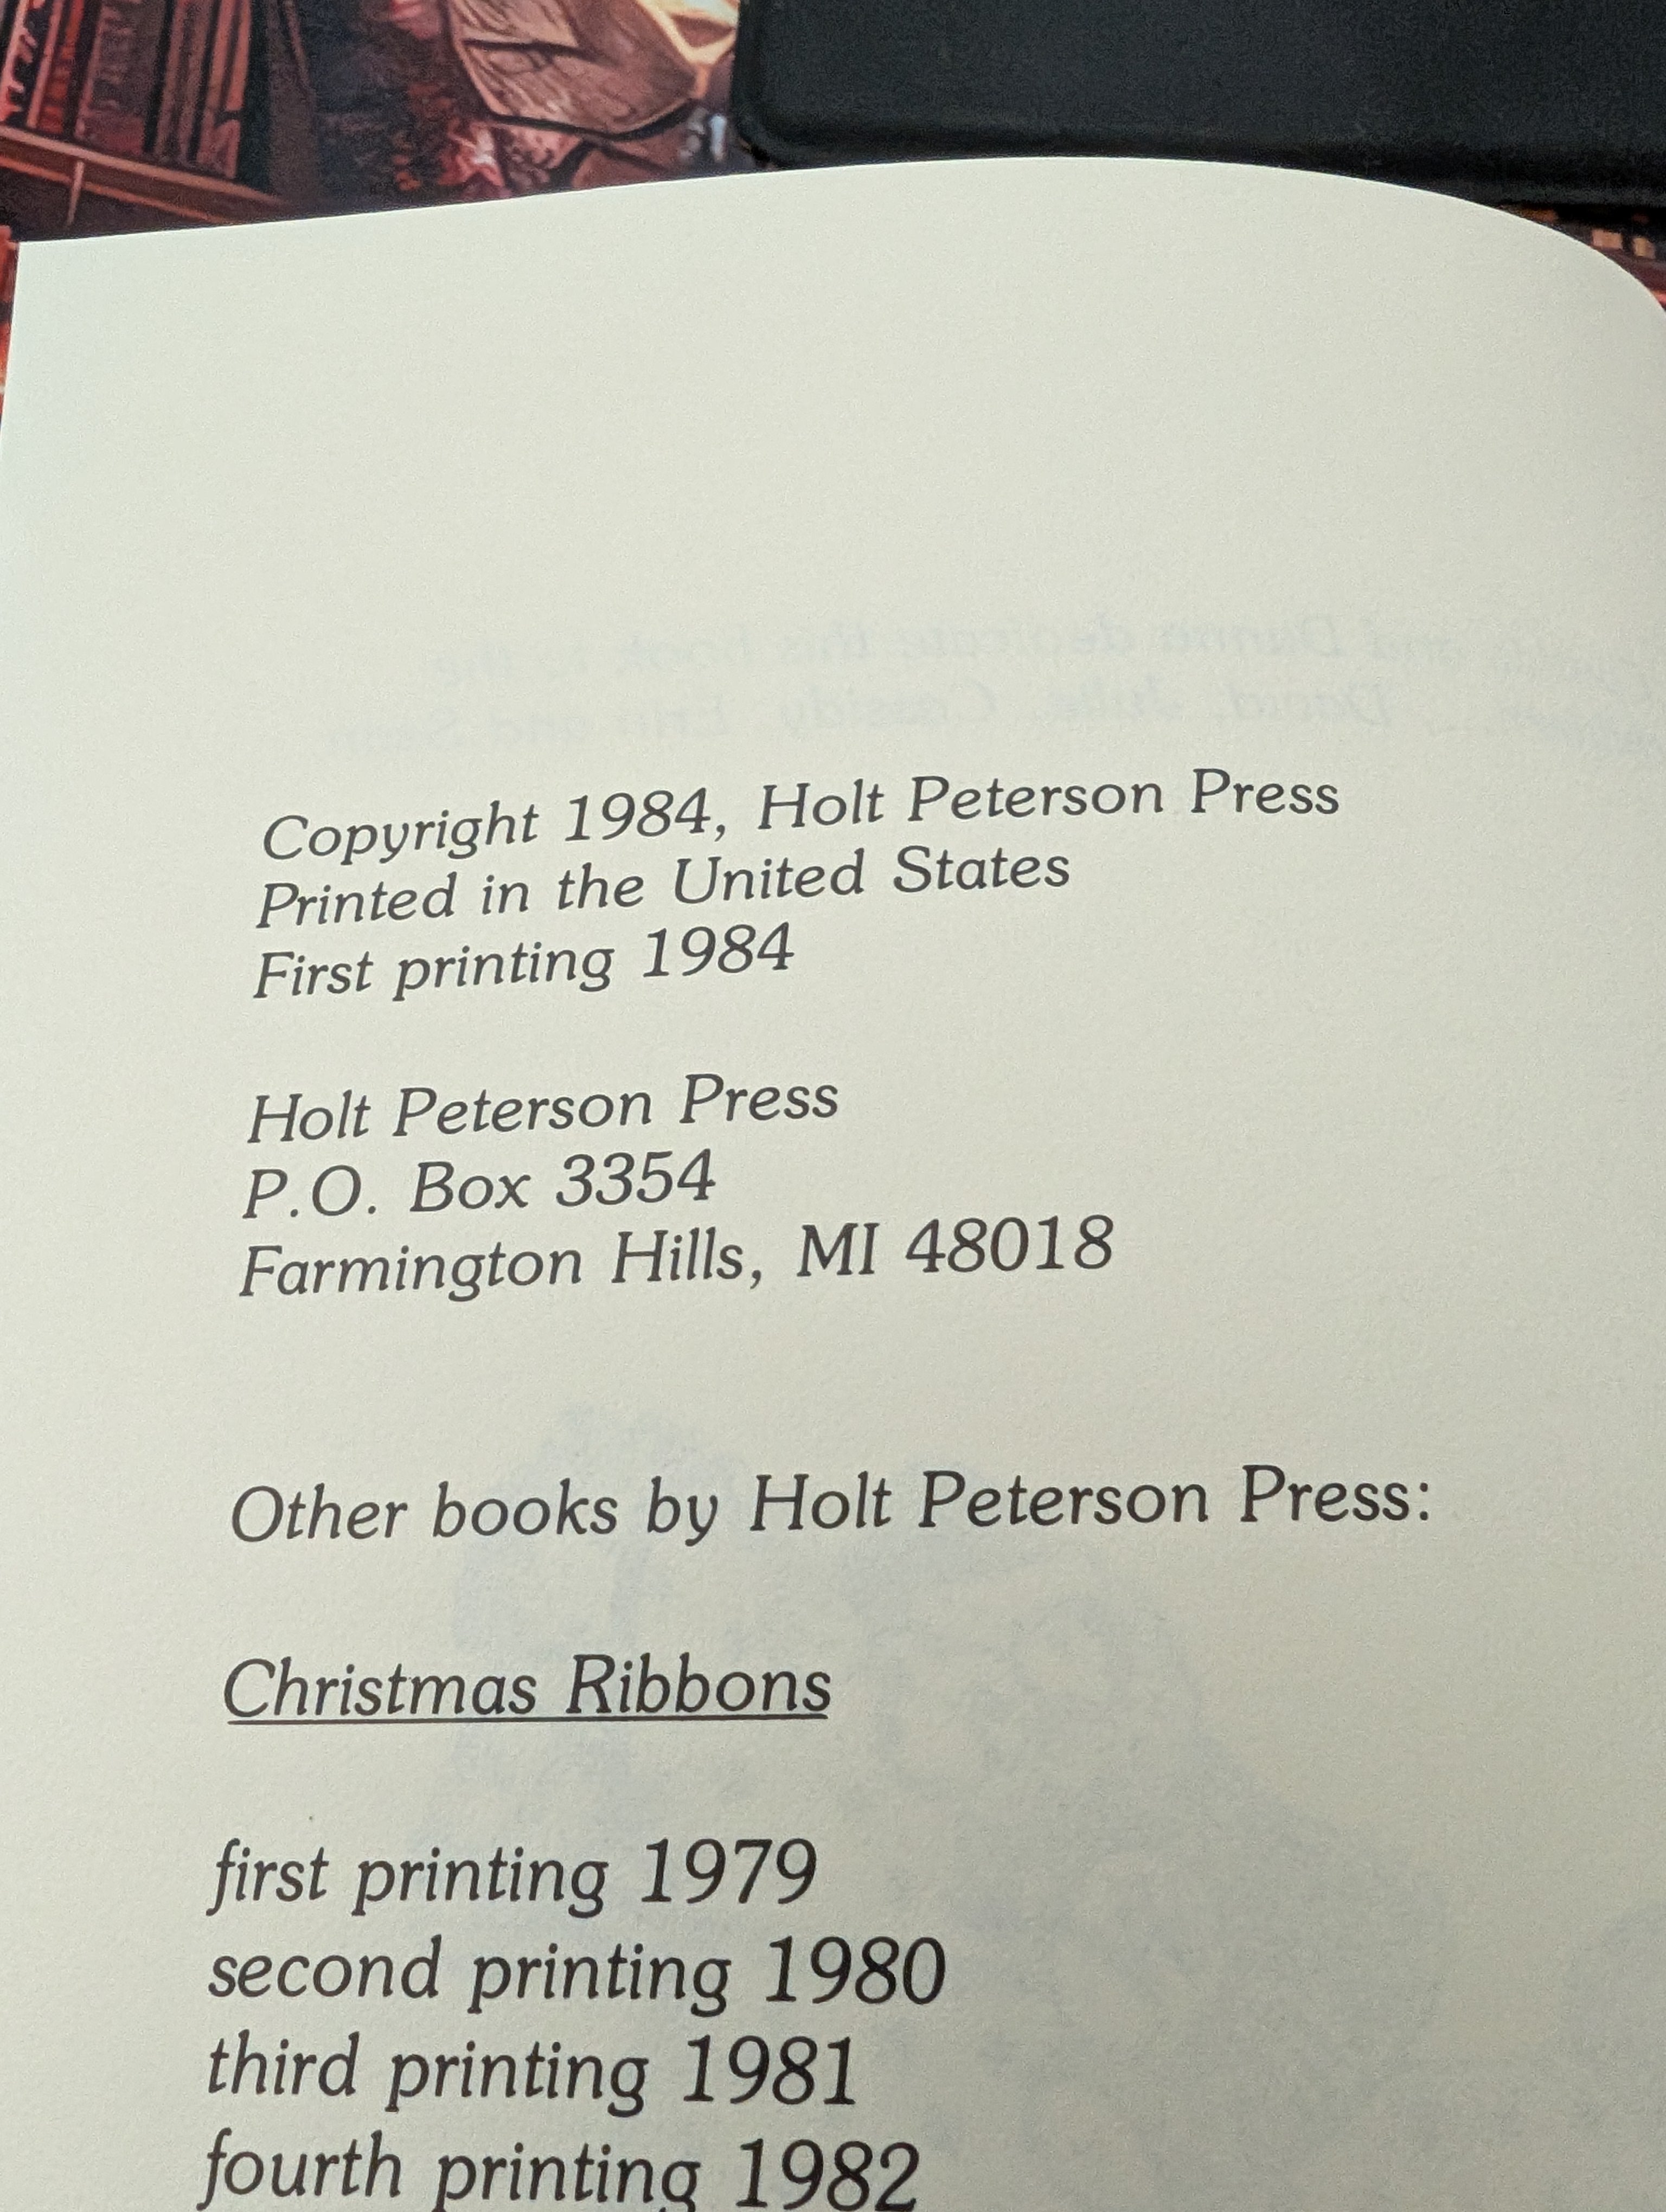 Copyright 1984, Holt Peterson Press
Printed in the United States
First printing 1984
Holt Peterson Press
P.O. Box 3354
Farmington Hills, MI 48018
Other books by Holt Peterson Press:
Christmas Ribbons
first printing 1979
second printing 1980
third printing 1981
fourth printing 1982